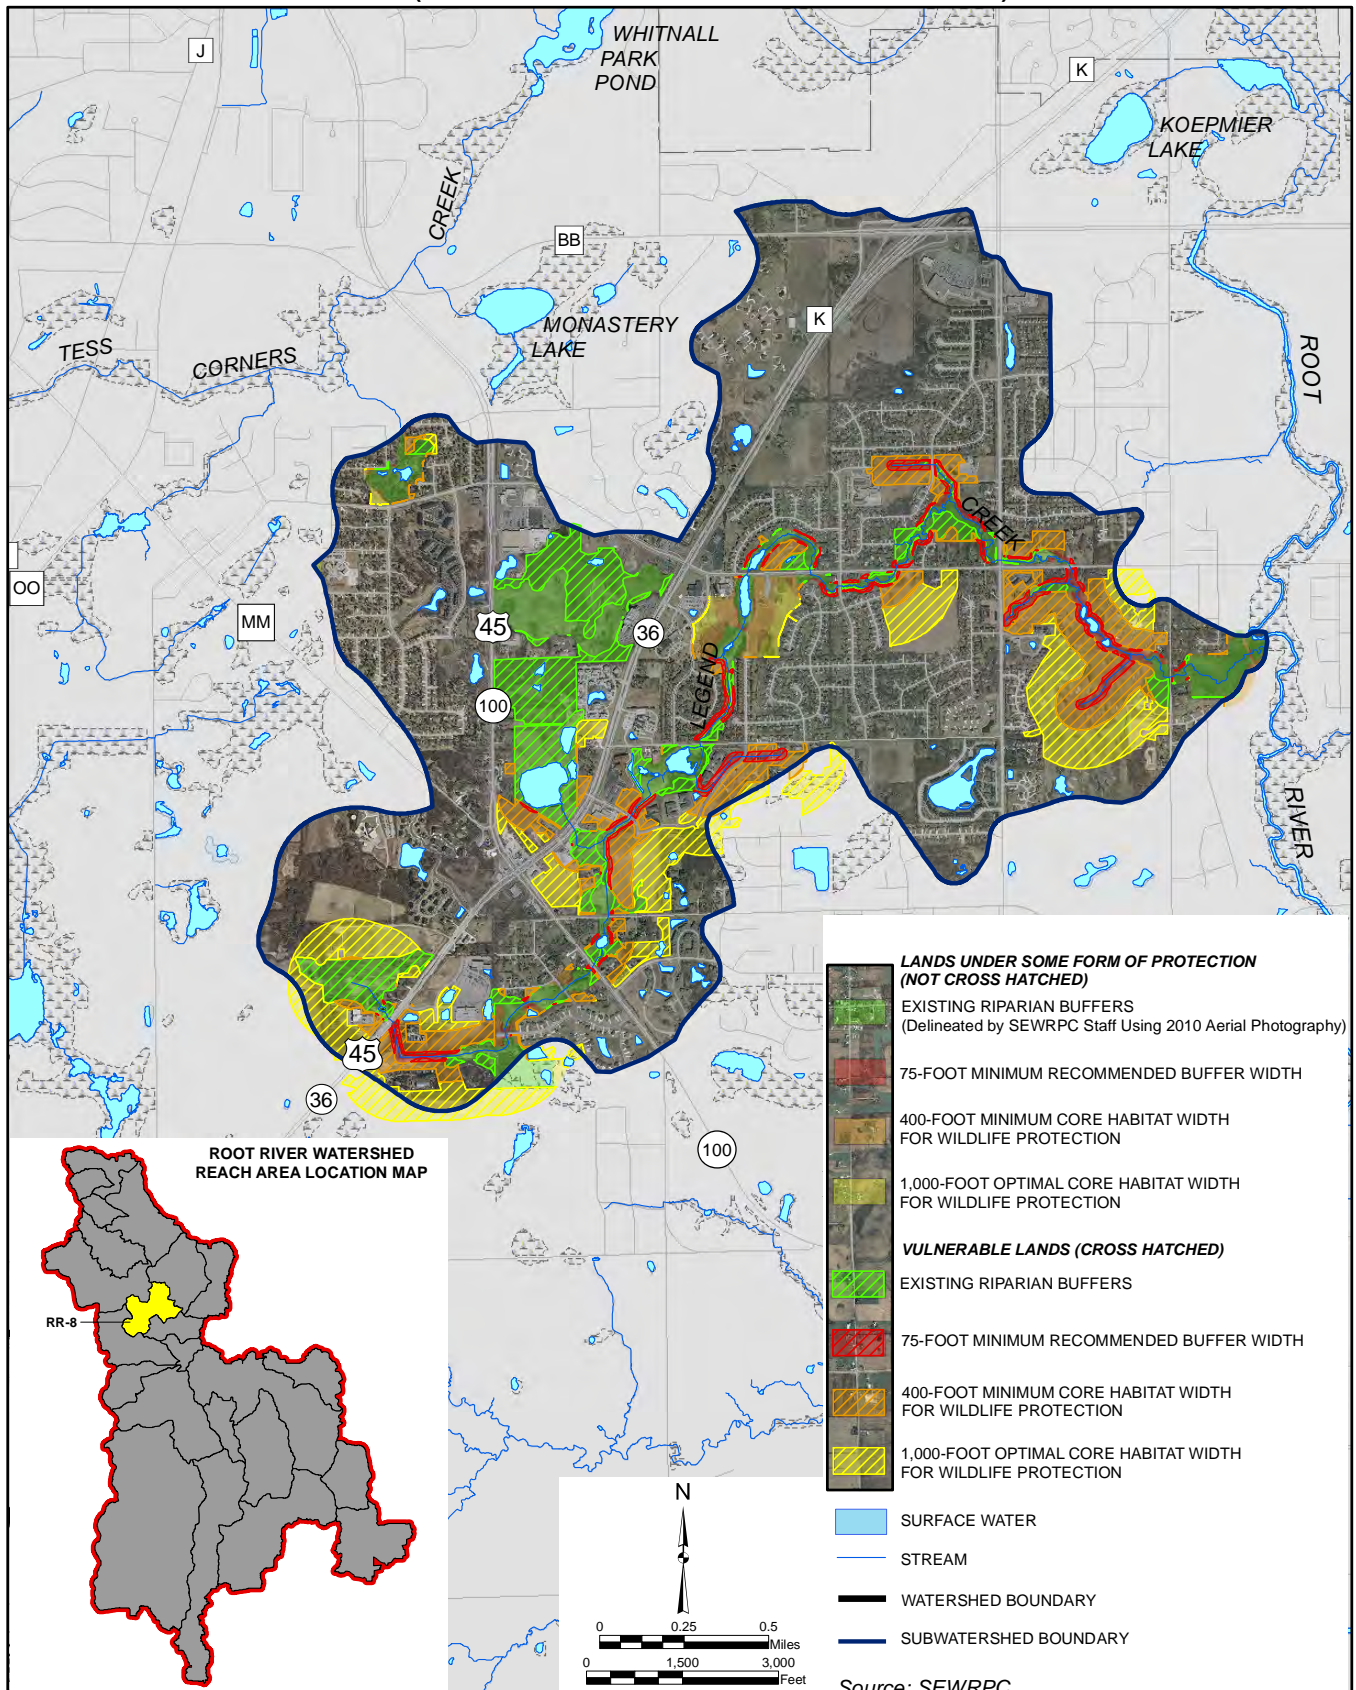 WHITNALL
PARK
POND
J
K
KOEPMIER
LAKE
CREEK
BB
ROOT
K
MONASTERY
LAKE
TESS
CORNERS
CREEK
OO
MM
45
36
LEGEND
100
RIVER
45
36
100
LANDS UNDER SOME FORM OF PROTECTION
(NOT CROSS HATCHED)
EXISTING RIPARIAN BUFFERS
(Delineated by SEWRPC Staff Using 2010 Aerial Photography)
75-FOOT MINIMUM RECOMMENDED BUFFER WIDTH
400-FOOT MINIMUM CORE HABITAT WIDTH
FOR WILDLIFE PROTECTION
1,000-FOOT OPTIMAL CORE HABITAT WIDTH
FOR WILDLIFE PROTECTION
VULNERABLE LANDS (CROSS HATCHED)
EXISTING RIPARIAN BUFFERS
75-FOOT MINIMUM RECOMMENDED BUFFER WIDTH
400-FOOT MINIMUM CORE HABITAT WIDTH
FOR WILDLIFE PROTECTION
1,000-FOOT OPTIMAL CORE HABITAT WIDTH
FOR WILDLIFE PROTECTION
SURFACE WATER
STREAM
WATERSHED BOUNDARY
SUBWATERSHED BOUNDARY
Source: SEWRPC
ROOT RIVER WATERSHED
REACH AREA LOCATION MAP
RR-8
N
0 0.25 0.5
Miles
0 1,500 3,000
Feet